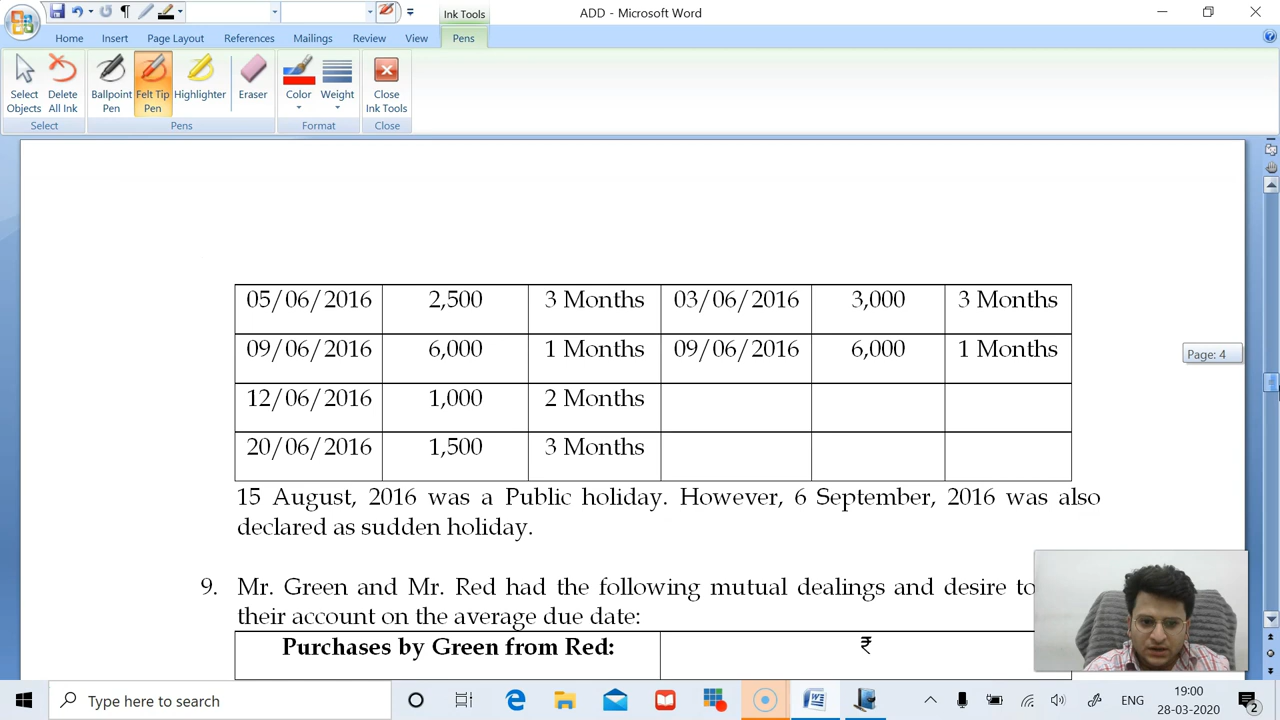 ADD - Microsoft Word
Ink Tools
Home Insert Page Layout References Mailings Review View Pens
Select Objects
Delete All Ink
Ballpoint Pen
Felt Tip Pen
Highlighter
Eraser
Color
Weight
Close Ink Tools
Select Pens Format Close
05/06/2016 2,500 3 Months 03/06/2016 3,000 3 Months
09/06/2016 6,000 1 Months 09/06/2016 6,000 1 Months
Page: 4
12/06/2016 1,000 2 Months
20/06/2016 1,500 3 Months
15 August, 2016 was a Public holiday. However, 6 September, 2016 was also
declared as sudden holiday.
9. Mr. Green and Mr. Red had the following mutual dealings and desire to
their account on the average due date:
Purchases by Green from Red: ₹
Type here to search
ENG
19:00
28-03-2020
2